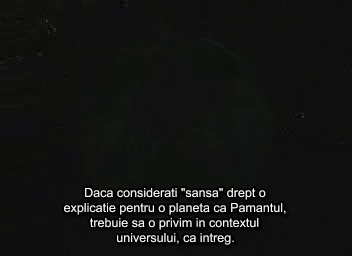 Daca considerati "sansa" drept o
explicatie pentru o planeta ca Pamantul,
trebuie sa o privim in contextul
universului, ca intreg.